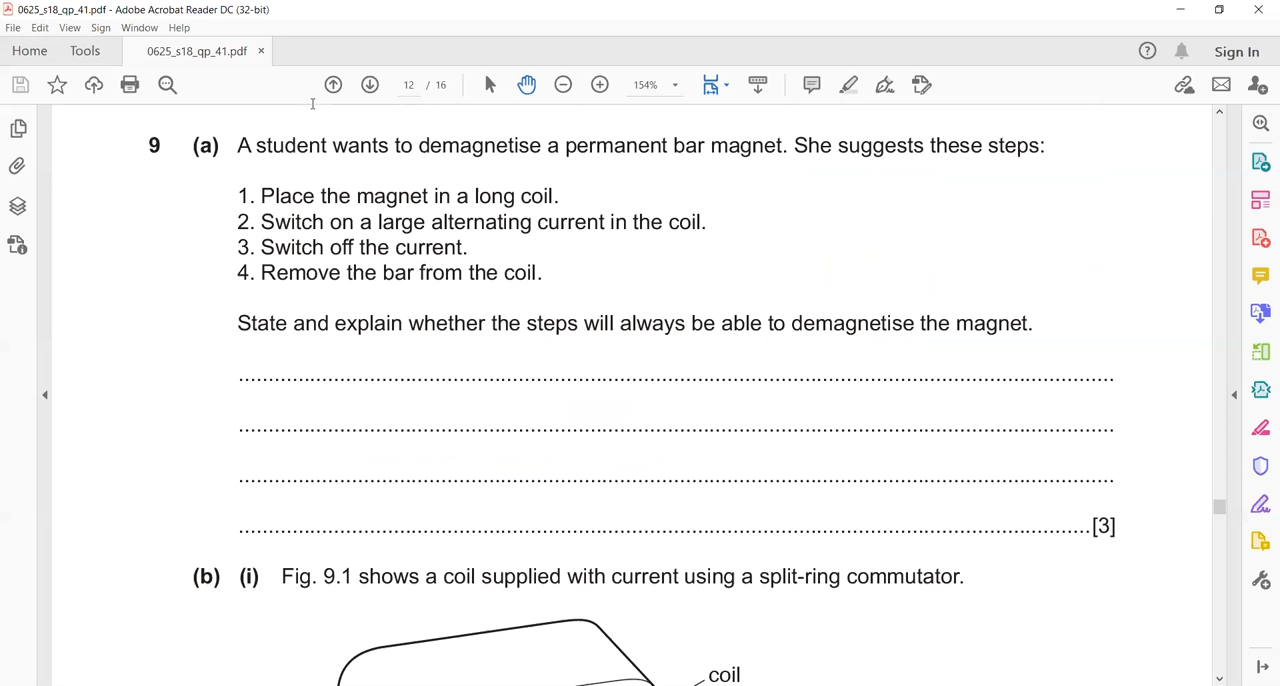 0625_s18_qp_41.pdf - Adobe Acrobat Reader DC (32-bit)
File Edit View Sign Window Help
Home Tools 0625_s18_qp_41.pdf × Sign In
12 / 16 154%
9 (a) A student wants to demagnetise a permanent bar magnet. She suggests these steps:
1. Place the magnet in a long coil.
2. Switch on a large alternating current in the coil.
3. Switch off the current.
4. Remove the bar from the coil.
State and explain whether the steps will always be able to demagnetise the magnet.
[3]
(b) (i) Fig. 9.1 shows a coil supplied with current using a split-ring commutator.
coil